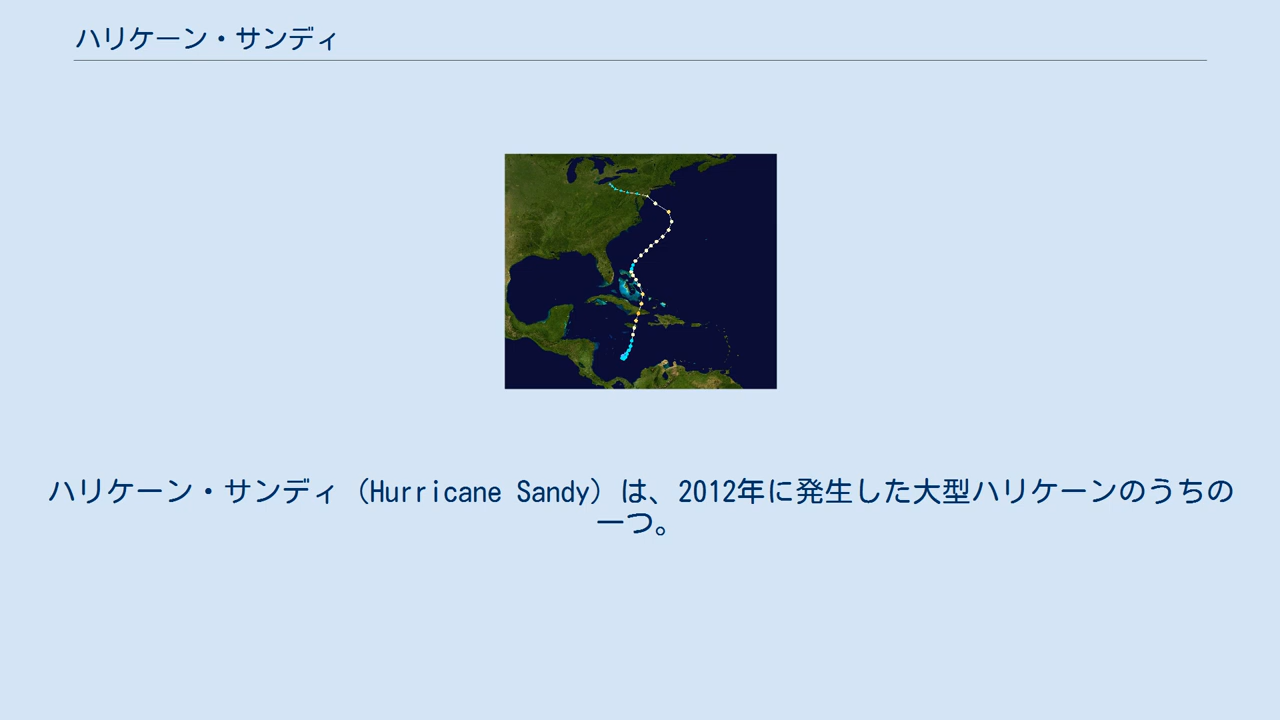 ハリケーン・サンディ
ハリケーン・サンディ（Hurricane Sandy）は、2012年に発生した大型ハリケーンのうちの
一つ。